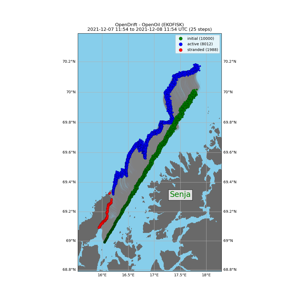 OpenDrift - OpenOil (EKOFISK)
2021-12-07 11:54 to 2021-12-08 11:54 UTC (25 steps)
initial (10000)
active (8012)
stranded (1988)
70.2°N 70.2°N
70°N 70°N
69.8°N 69.8°N
69.6°N 69.6°N
69.4°N 69.4°N
Senja
69.2°N 69.2°N
69°N 69°N
68.8°N 68.8°N
16°E 16.5°E 17°E 17.5°E 18°E